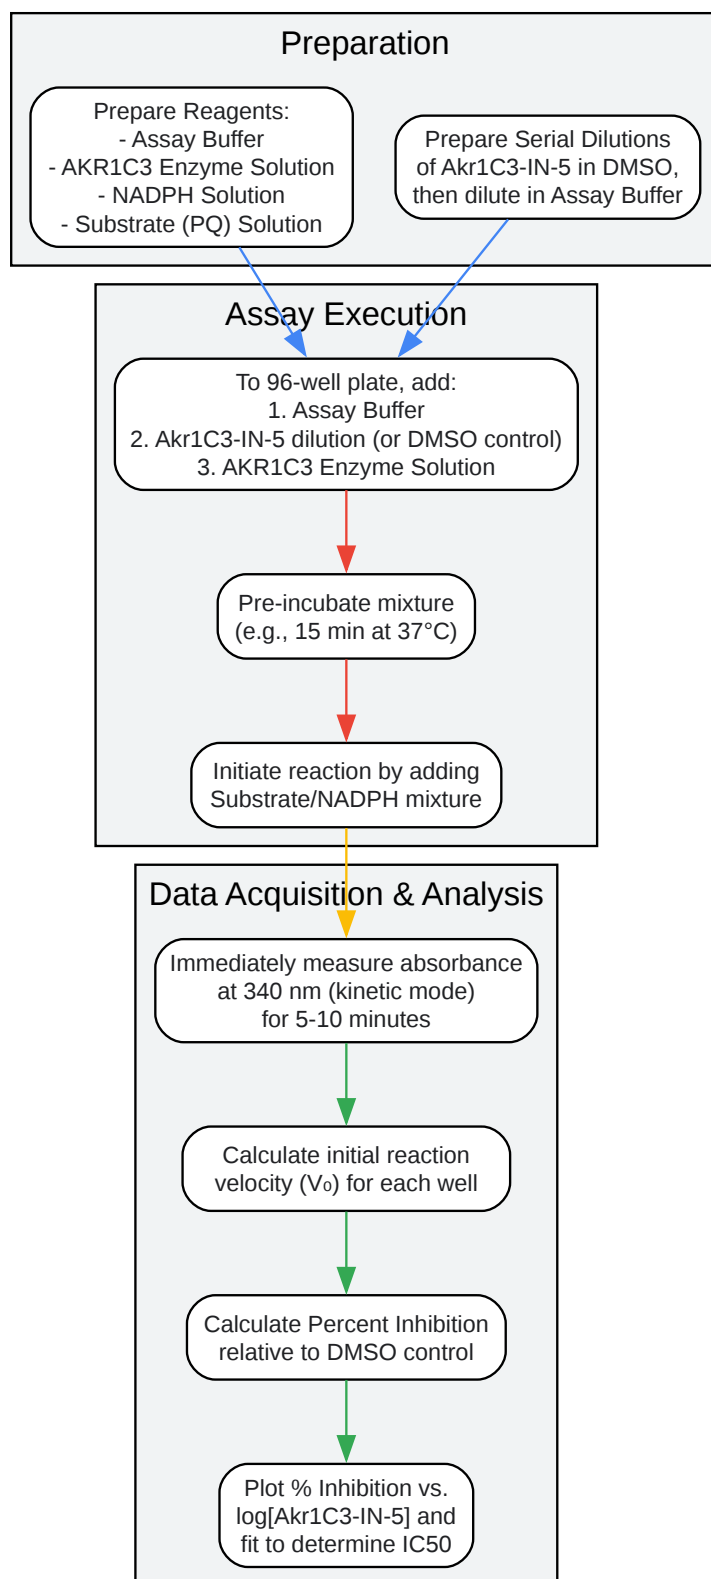 Preparation
Prepare Reagents:
- Assay Buffer
- AKR1C3 Enzyme Solution
- NADPH Solution
- Substrate (PQ) Solution
Prepare Serial Dilutions
of Akr1C3-IN-5 in DMSO,
then dilute in Assay Buffer
Assay Execution
To 96-well plate, add:
1. Assay Buffer
2. Akr1C3-IN-5 dilution (or DMSO control)
3. AKR1C3 Enzyme Solution
Pre-incubate mixture
(e.g., 15 min at 37°C)
Initiate reaction by adding
Substrate/NADPH mixture
Data Acquisition & Analysis
Immediately measure absorbance
at 340 nm (kinetic mode)
for 5-10 minutes
Calculate initial reaction
velocity (V₀) for each well
Calculate Percent Inhibition
relative to DMSO control
Plot % Inhibition vs.
log[Akr1C3-IN-5] and
fit to determine IC50